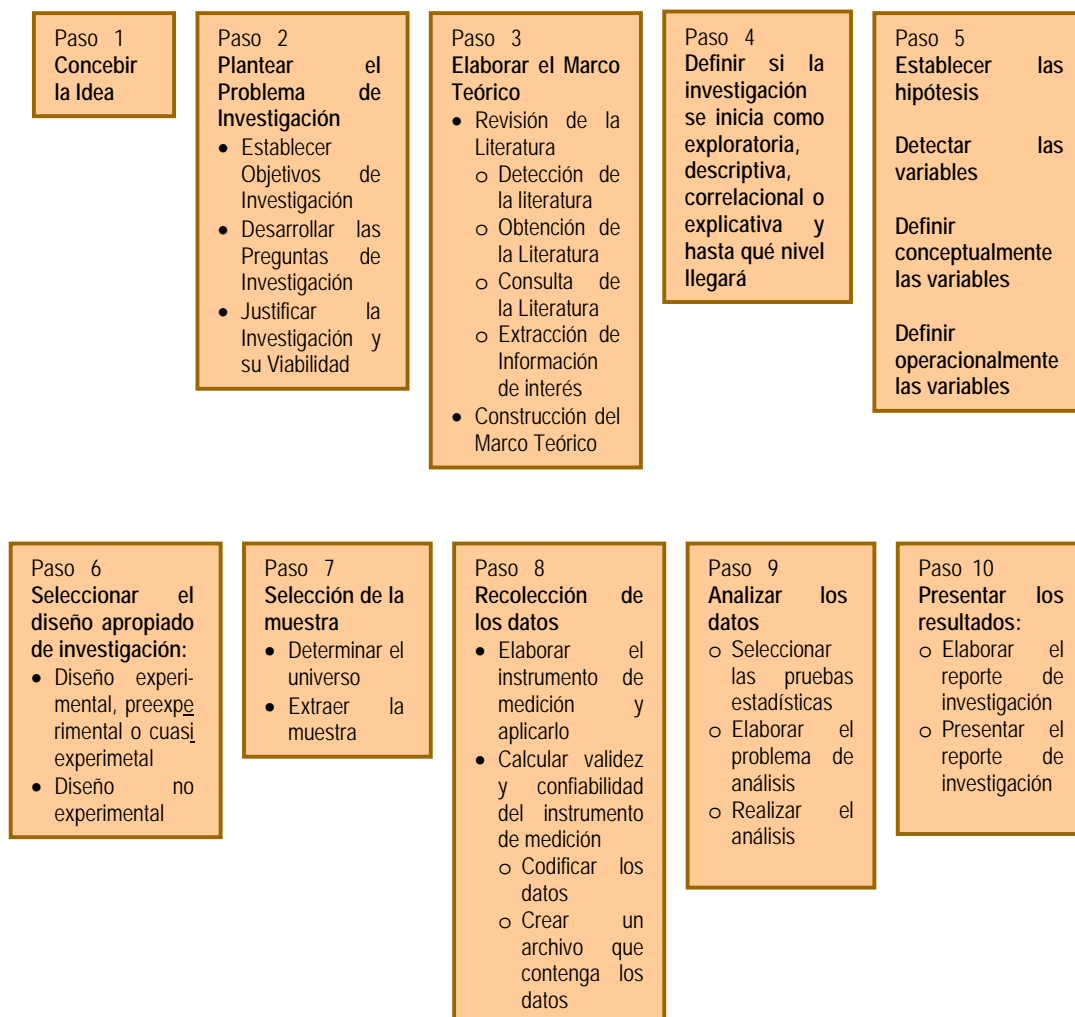 Paso 1
Concebir
la Idea
Paso 2
Plantear el
Problema de
Investigación
• Establecer
Objetivos de
Investigación
• Desarrollar las
Preguntas de
Investigación
• Justificar la
Investigación y
su Viabilidad
Paso 3
Elaborar el Marco
Teórico
• Revisión de la
Literatura
o Detección de
la literatura
o Obtención de
la Literatura
o Consulta de
la Literatura
o Extracción de
Información
de interés
• Construcción del
Marco Teórico
Paso 4
Definir si la
investigación
se inicia como
exploratoria,
descriptiva,
correlacional o
explicativa y
hasta qué nivel
llegará
Paso 5
Establecer las
hipótesis
Detectar las
variables
Definir
conceptualmente
las variables
Definir
operacionalmente
las variables
Paso 6
Seleccionar el
diseño apropiado
de investigación:
• Diseño experi-
mental, preexpe
rimental o cuasi
experimetal
• Diseño no
experimental
Paso 7
Selección de la
muestra
• Determinar el
universo
• Extraer la
muestra
Paso 8
Recolección de
los datos
• Elaborar el
instrumento de
medición y
aplicarlo
• Calcular validez
y confiabilidad
del instrumento
de medición
o Codificar los
datos
o Crear un
archivo que
contenga los
datos
Paso 9
Analizar los
datos
o Seleccionar
las pruebas
estadísticas
o Elaborar el
problema de
análisis
o Realizar el
análisis
Paso 10
Presentar los
resultados:
o Elaborar el
reporte de
investigación
o Presentar el
reporte de
investigación